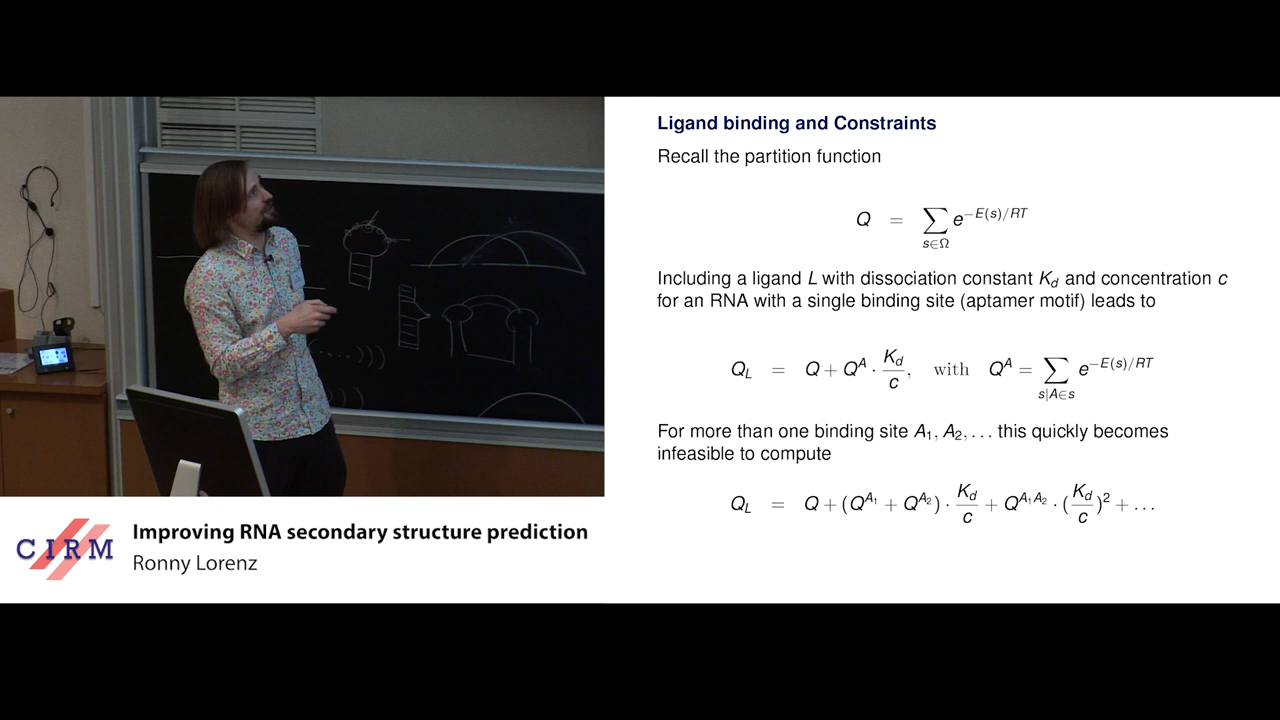 Ligand binding and Constraints
Recall the partition function
Q = ∑_{s∈Ω} e^{−E(s)/RT}
Including a ligand L with dissociation constant K_d and concentration c
for an RNA with a single binding site (aptamer motif) leads to
Q_L = Q + Q^A · K_d/c, with Q^A = ∑_{s|A∈s} e^{−E(s)/RT}
For more than one binding site A_1, A_2, … this quickly becomes
infeasible to compute
Q_L = Q + (Q^{A_1} + Q^{A_2}) · K_d/c + Q^{A_1A_2} · (K_d/c)^2 + …
CIRM
Improving RNA secondary structure prediction
Ronny Lorenz